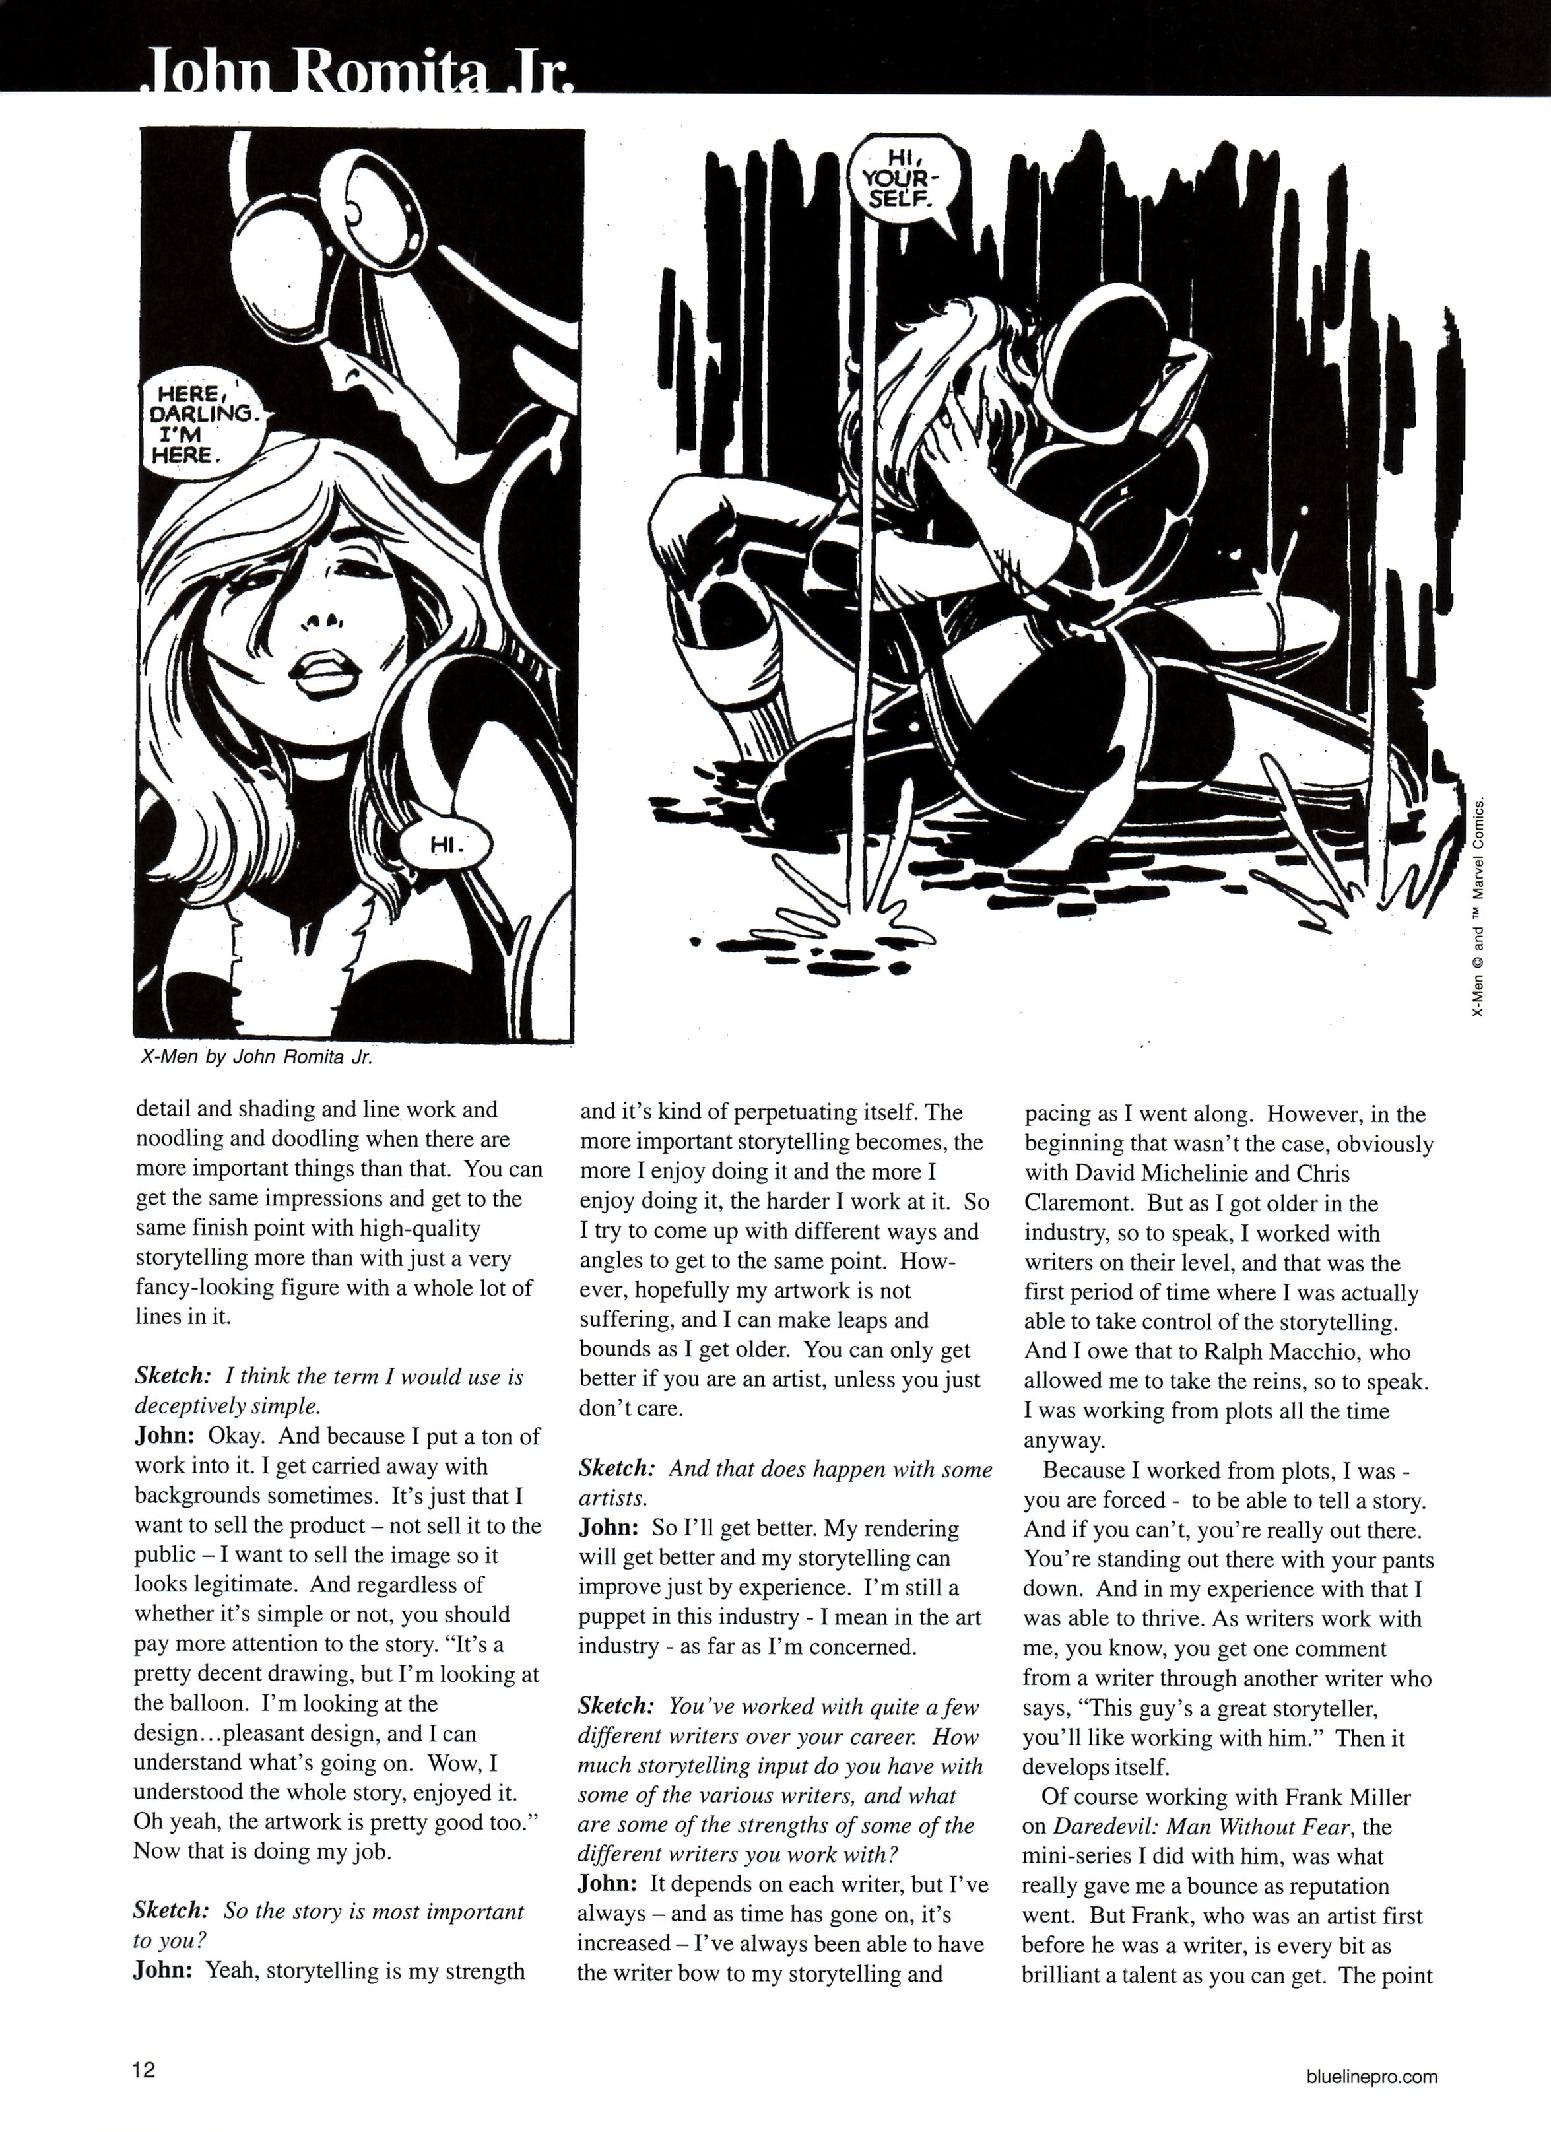 John Romita Jr.
HERE,
DARLING.
I'M
HERE.
HI.
HI,
YOUR-
SELF.
X-Men © and ™ Marvel Comics.
X-Men by John Romita Jr.
detail and shading and line work and
noodling and doodling when there are
more important things than that.  You can
get the same impressions and get to the
same finish point with high-quality
storytelling more than with just a very
fancy-looking figure with a whole lot of
lines in it.
Sketch:  I think the term I would use is
deceptively simple.
John:  Okay.  And because I put a ton of
work into it. I get carried away with
backgrounds sometimes.  It's just that I
want to sell the product – not sell it to the
public – I want to sell the image so it
looks legitimate.  And regardless of
whether it's simple or not, you should
pay more attention to the story. “It's a
pretty decent drawing, but I'm looking at
the balloon.  I'm looking at the
design…pleasant design, and I can
understand what's going on.  Wow, I
understood the whole story, enjoyed it.
Oh yeah, the artwork is pretty good too.”
Now that is doing my job.
Sketch:  So the story is most important
to you?
John:  Yeah, storytelling is my strength
and it's kind of perpetuating itself. The
more important storytelling becomes, the
more I enjoy doing it and the more I
enjoy doing it, the harder I work at it.  So
I try to come up with different ways and
angles to get to the same point.  How-
ever, hopefully my artwork is not
suffering, and I can make leaps and
bounds as I get older.  You can only get
better if you are an artist, unless you just
don't care.
Sketch:  And that does happen with some
artists.
John:  So I'll get better. My rendering
will get better and my storytelling can
improve just by experience.  I'm still a
puppet in this industry - I mean in the art
industry - as far as I'm concerned.
Sketch:  You've worked with quite a few
different writers over your career.  How
much storytelling input do you have with
some of the various writers, and what
are some of the strengths of some of the
different writers you work with?
John:  It depends on each writer, but I've
always – and as time has gone on, it's
increased – I've always been able to have
the writer bow to my storytelling and
pacing as I went along.  However, in the
beginning that wasn't the case, obviously
with David Michelinie and Chris
Claremont.  But as I got older in the
industry, so to speak, I worked with
writers on their level, and that was the
first period of time where I was actually
able to take control of the storytelling.
And I owe that to Ralph Macchio, who
allowed me to take the reins, so to speak.
I was working from plots all the time
anyway.
Because I worked from plots, I was -
you are forced -  to be able to tell a story.
And if you can't, you're really out there.
You're standing out there with your pants
down.  And in my experience with that I
was able to thrive. As writers work with
me, you know, you get one comment
from a writer through another writer who
says, “This guy's a great storyteller,
you'll like working with him.”  Then it
develops itself.
Of course working with Frank Miller
on Daredevil: Man Without Fear, the
mini-series I did with him, was what
really gave me a bounce as reputation
went.  But Frank, who was an artist first
before he was a writer, is every bit as
brilliant a talent as you can get.  The point
12
bluelinepro.com